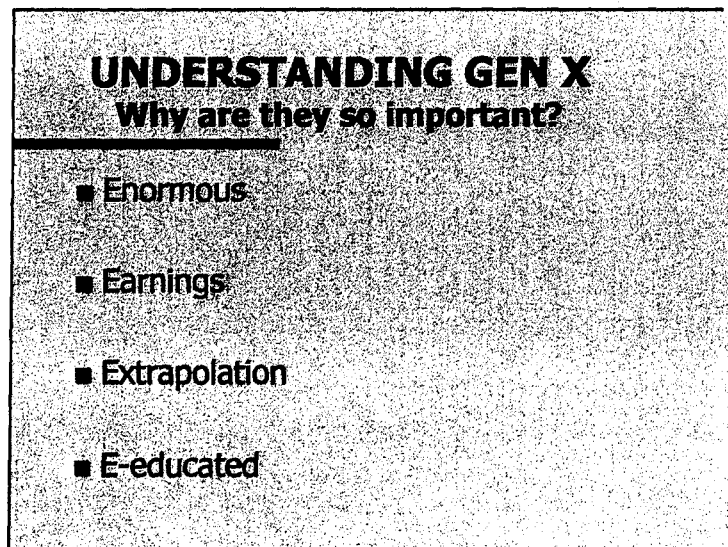 UNDERSTANDING GEN X
Why are they so important?
■ Enormous
■ Earnings
■ Extrapolation
■ E-educated